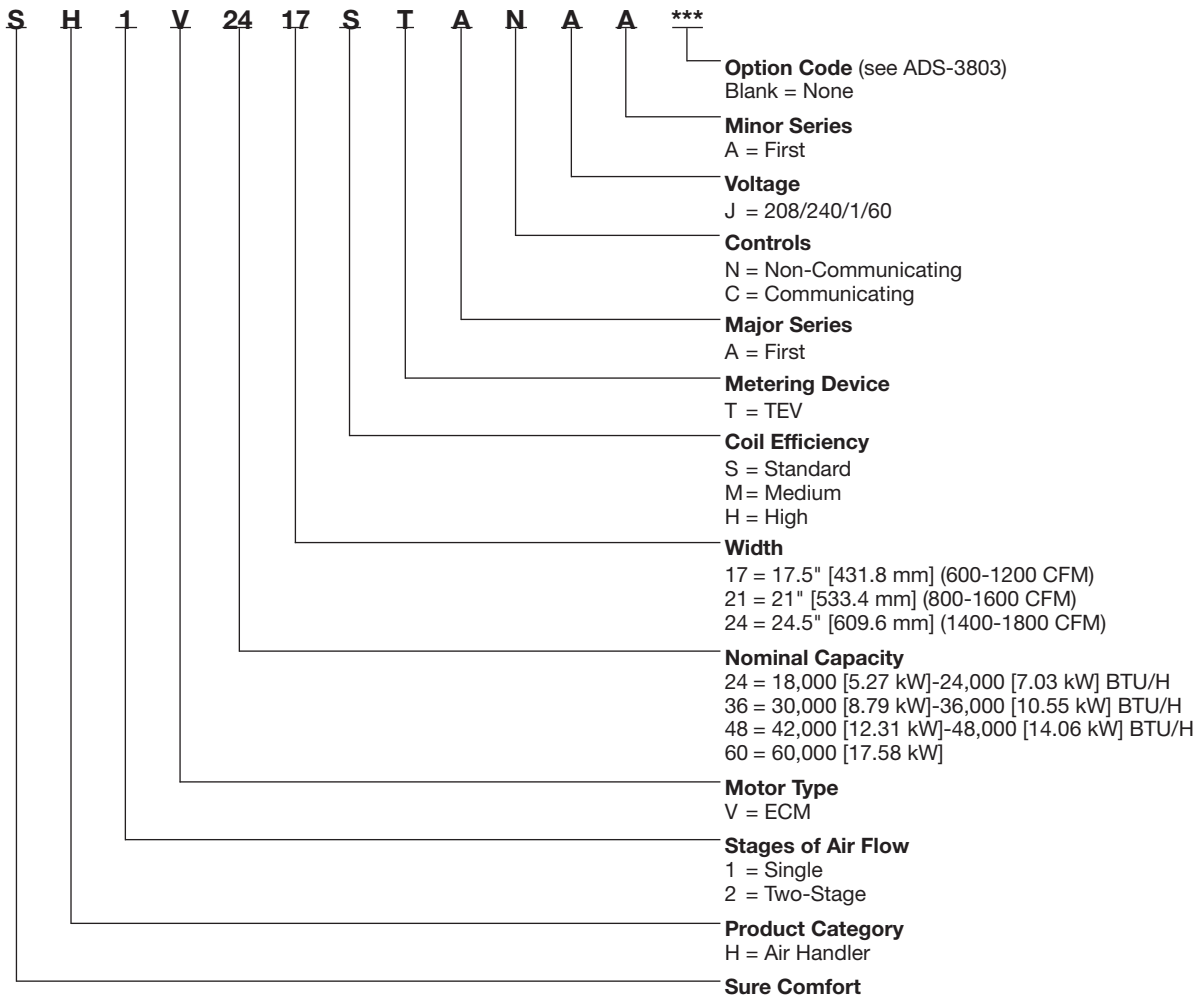 S H 1 V 24 17 S T A N A A ***
Option Code (see ADS-3803)
Blank = None
Minor Series
A = First
Voltage
J = 208/240/1/60
Controls
N = Non-Communicating
C = Communicating
Major Series
A = First
Metering Device
T = TEV
Coil Efficiency
S = Standard
M = Medium
H = High
Width
17 = 17.5" [431.8 mm] (600-1200 CFM)
21 = 21" [533.4 mm] (800-1600 CFM)
24 = 24.5" [609.6 mm] (1400-1800 CFM)
Nominal Capacity
24 = 18,000 [5.27 kW]-24,000 [7.03 kW] BTU/H
36 = 30,000 [8.79 kW]-36,000 [10.55 kW] BTU/H
48 = 42,000 [12.31 kW]-48,000 [14.06 kW] BTU/H
60 = 60,000 [17.58 kW]
Motor Type
V = ECM
Stages of Air Flow
1 = Single
2 = Two-Stage
Product Category
H = Air Handler
Sure Comfort